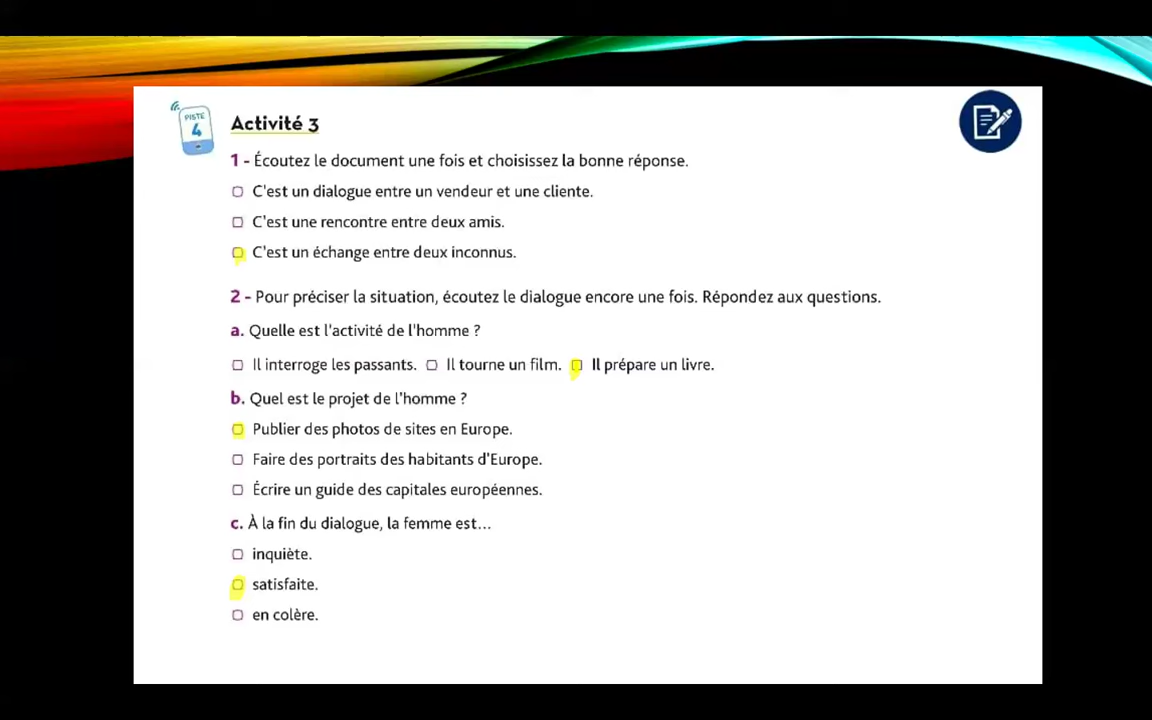 PISTE
4
Activité 3
1 - Écoutez le document une fois et choisissez la bonne réponse.
C'est un dialogue entre un vendeur et une cliente.
C'est une rencontre entre deux amis.
C'est un échange entre deux inconnus.
2 - Pour préciser la situation, écoutez le dialogue encore une fois. Répondez aux questions.
a. Quelle est l'activité de l'homme ?
Il interroge les passants. Il tourne un film. Il prépare un livre.
b. Quel est le projet de l'homme ?
Publier des photos de sites en Europe.
Faire des portraits des habitants d'Europe.
Écrire un guide des capitales européennes.
c. À la fin du dialogue, la femme est...
inquiète.
satisfaite.
en colère.